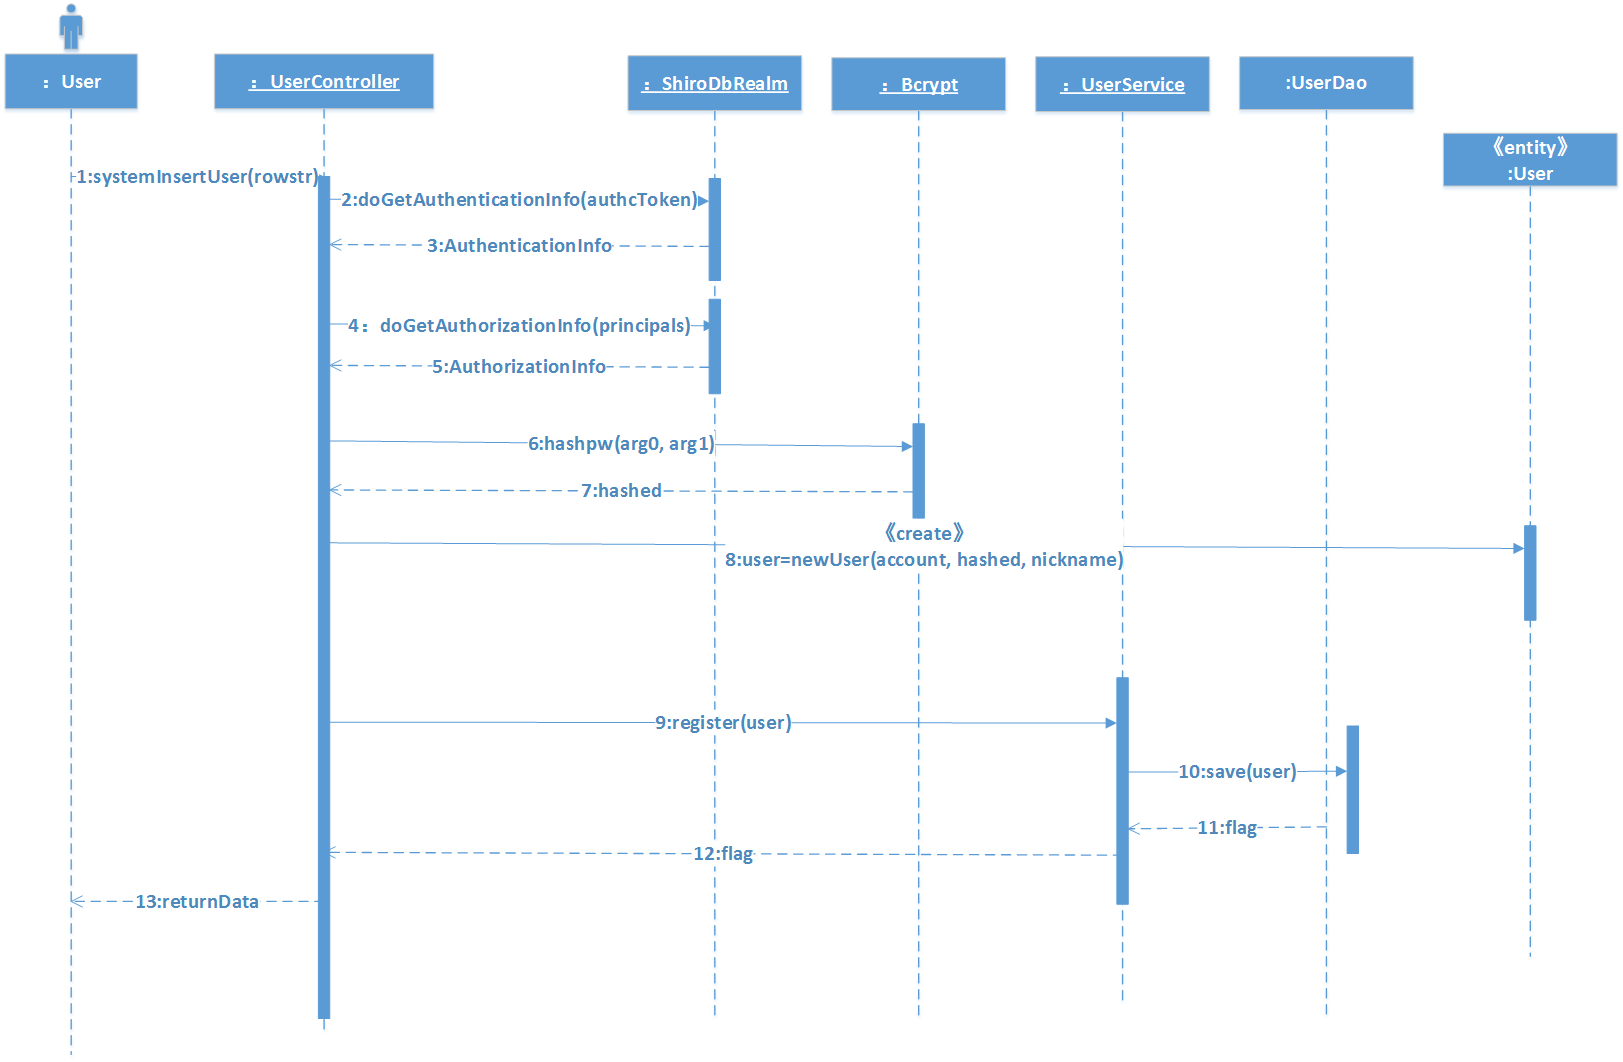 ：User
：UserController
：ShiroDbRealm
：Bcrypt
：UserService
:UserDao
《entity》
:User
1:systemInsertUser(rowstr)
2:doGetAuthenticationInfo(authcToken)
3:AuthenticationInfo
4：doGetAuthorizationInfo(principals)
5:AuthorizationInfo
6:hashpw(arg0, arg1)
7:hashed
《create》
8:user=newUser(account, hashed, nickname)
9:register(user)
10:save(user)
11:flag
12:flag
13:returnData